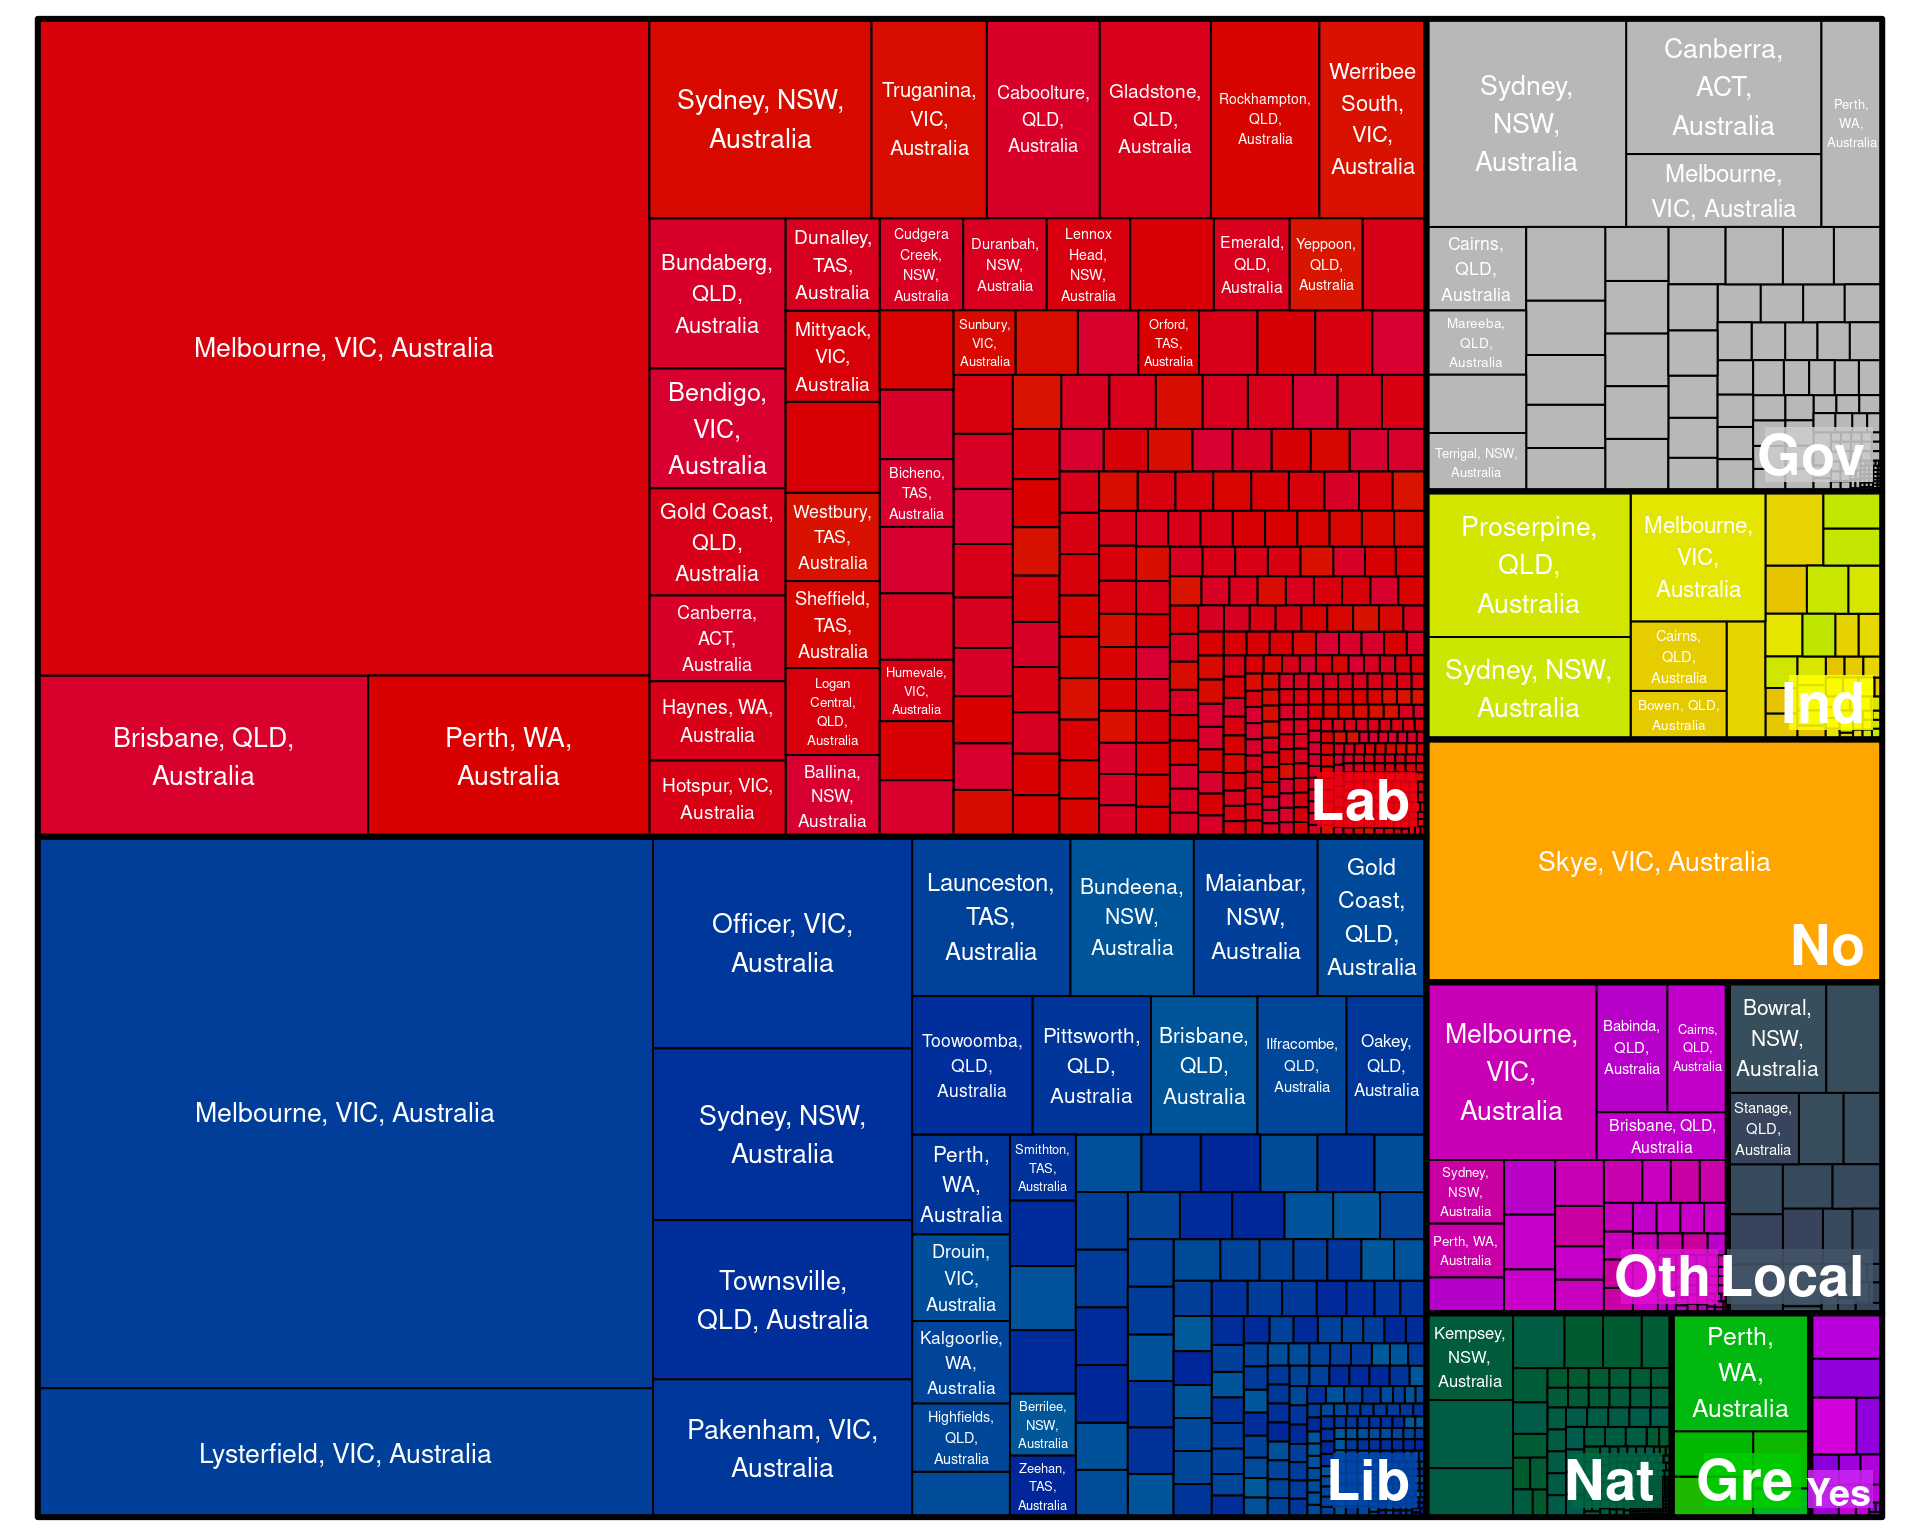 Melbourne, VIC, Australia
Brisbane, QLD,
Australia
Perth, WA,
Australia
Sydney, NSW,
Australia
Truganina,
VIC,
Australia
Caboolture,
QLD,
Australia
Gladstone,
QLD,
Australia
Rockhampton,
QLD,
Australia
Werribee
South,
VIC,
Australia
Bundaberg,
QLD,
Australia
Bendigo,
VIC,
Australia
Gold Coast,
QLD,
Australia
Canberra,
ACT,
Australia
Haynes, WA,
Australia
Hotspur, VIC,
Australia
Dunalley,
TAS,
Australia
Mittyack,
VIC,
Australia
Westbury,
TAS,
Australia
Sheffield,
TAS,
Australia
Logan
Central,
QLD,
Australia
Ballina,
NSW,
Australia
Cudgera
Creek,
NSW,
Australia
Duranbah,
NSW,
Australia
Lennox
Head,
NSW,
Australia
Emerald,
QLD,
Australia
Yeppoon,
QLD,
Australia
Sunbury,
VIC,
Australia
Orford,
TAS,
Australia
Bicheno,
TAS,
Australia
Humevale,
VIC,
Australia
Lab
Melbourne, VIC, Australia
Lysterfield, VIC, Australia
Officer, VIC,
Australia
Sydney, NSW,
Australia
Townsville,
QLD, Australia
Pakenham, VIC,
Australia
Launceston,
TAS,
Australia
Bundeena,
NSW,
Australia
Maianbar,
NSW,
Australia
Gold
Coast,
QLD,
Australia
Toowoomba,
QLD,
Australia
Pittsworth,
QLD,
Australia
Brisbane,
QLD,
Australia
Ilfracombe,
QLD,
Australia
Oakey,
QLD,
Australia
Perth,
WA,
Australia
Drouin,
VIC,
Australia
Kalgoorlie,
WA,
Australia
Highfields,
QLD,
Australia
Smithton,
TAS,
Australia
Berrilee,
NSW,
Australia
Zeehan,
TAS,
Australia
Lib
Sydney,
NSW,
Australia
Canberra,
ACT,
Australia
Melbourne,
VIC, Australia
Perth,
WA,
Australia
Cairns,
QLD,
Australia
Mareeba,
QLD,
Australia
Terrigal, NSW,
Australia
Gov
Proserpine,
QLD,
Australia
Sydney, NSW,
Australia
Melbourne,
VIC,
Australia
Cairns,
QLD,
Australia
Bowen, QLD,
Australia
Ind
Skye, VIC, Australia
No
Melbourne,
VIC,
Australia
Babinda,
QLD,
Australia
Cairns,
QLD,
Australia
Brisbane, QLD,
Australia
Sydney,
NSW,
Australia
Perth, WA,
Australia
Oth
Bowral,
NSW,
Australia
Stanage,
QLD,
Australia
Local
Kempsey,
NSW,
Australia
Nat
Perth,
WA,
Australia
Gre
Yes